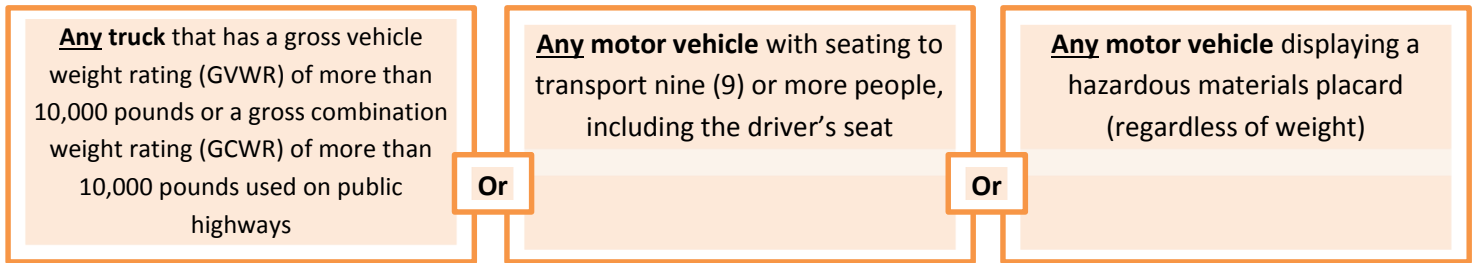 Any truck that has a gross vehicle
weight rating (GVWR) of more than
10,000 pounds or a gross combination
weight rating (GCWR) of more than
10,000 pounds used on public
highways
Or
Any motor vehicle with seating to
transport nine (9) or more people,
including the driver’s seat
Or
Any motor vehicle displaying a
hazardous materials placard
(regardless of weight)